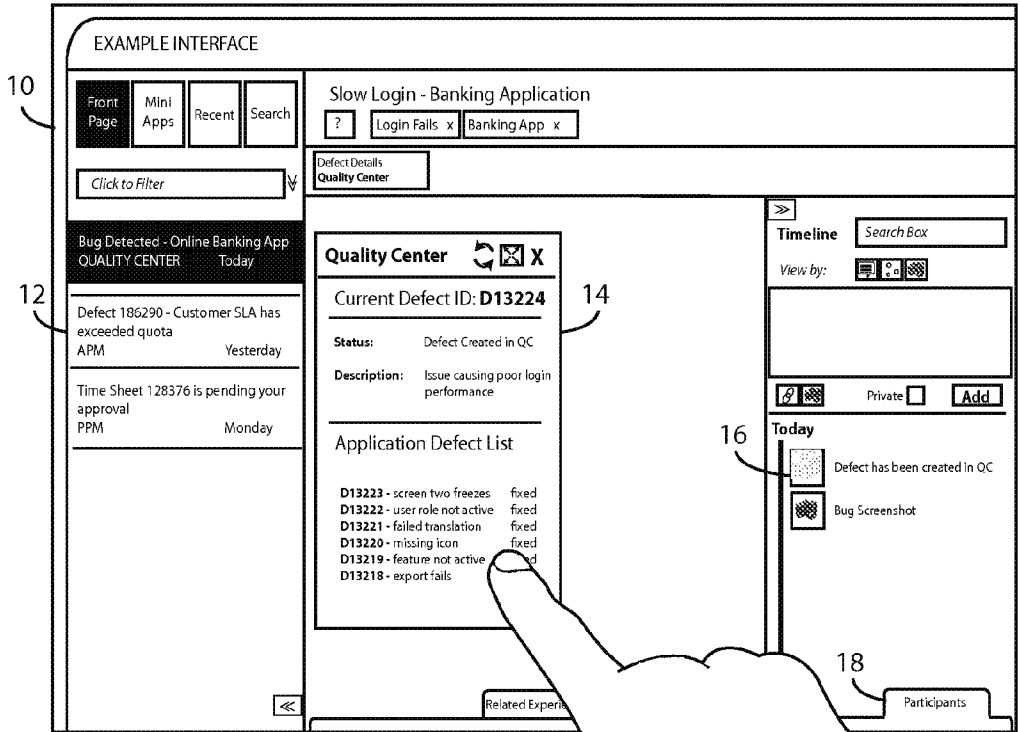 EXAMPLE INTERFACE
10
Front
Page
Mini
Apps
Recent
Search
Click to Filter
Bug Detected - Online Banking App
QUALITY CENTER Today
12
Defect 186290 - Customer SLA has
exceeded quota
APM Yesterday
Time Sheet 128376 is pending your
approval
PPM Monday
Slow Login - Banking Application
? Login Fails x Banking App x
Defect Details
Quality Center
Quality Center X
Current Defect ID: D13224
14
Status: Defect Created in QC
Description: Issue causing poor login
performance
Application Defect List
D13223 - screen two freezes fixed
D13222 - user role not active fixed
D13221 - failed translation fixed
D13220 - missing icon fixed
D13219 - feature not active
D13218 - export fails
Related
Timeline Search Box
View by:
Private Add
16
Today
Defect has been created in QC
Bug Screenshot
18
Participants